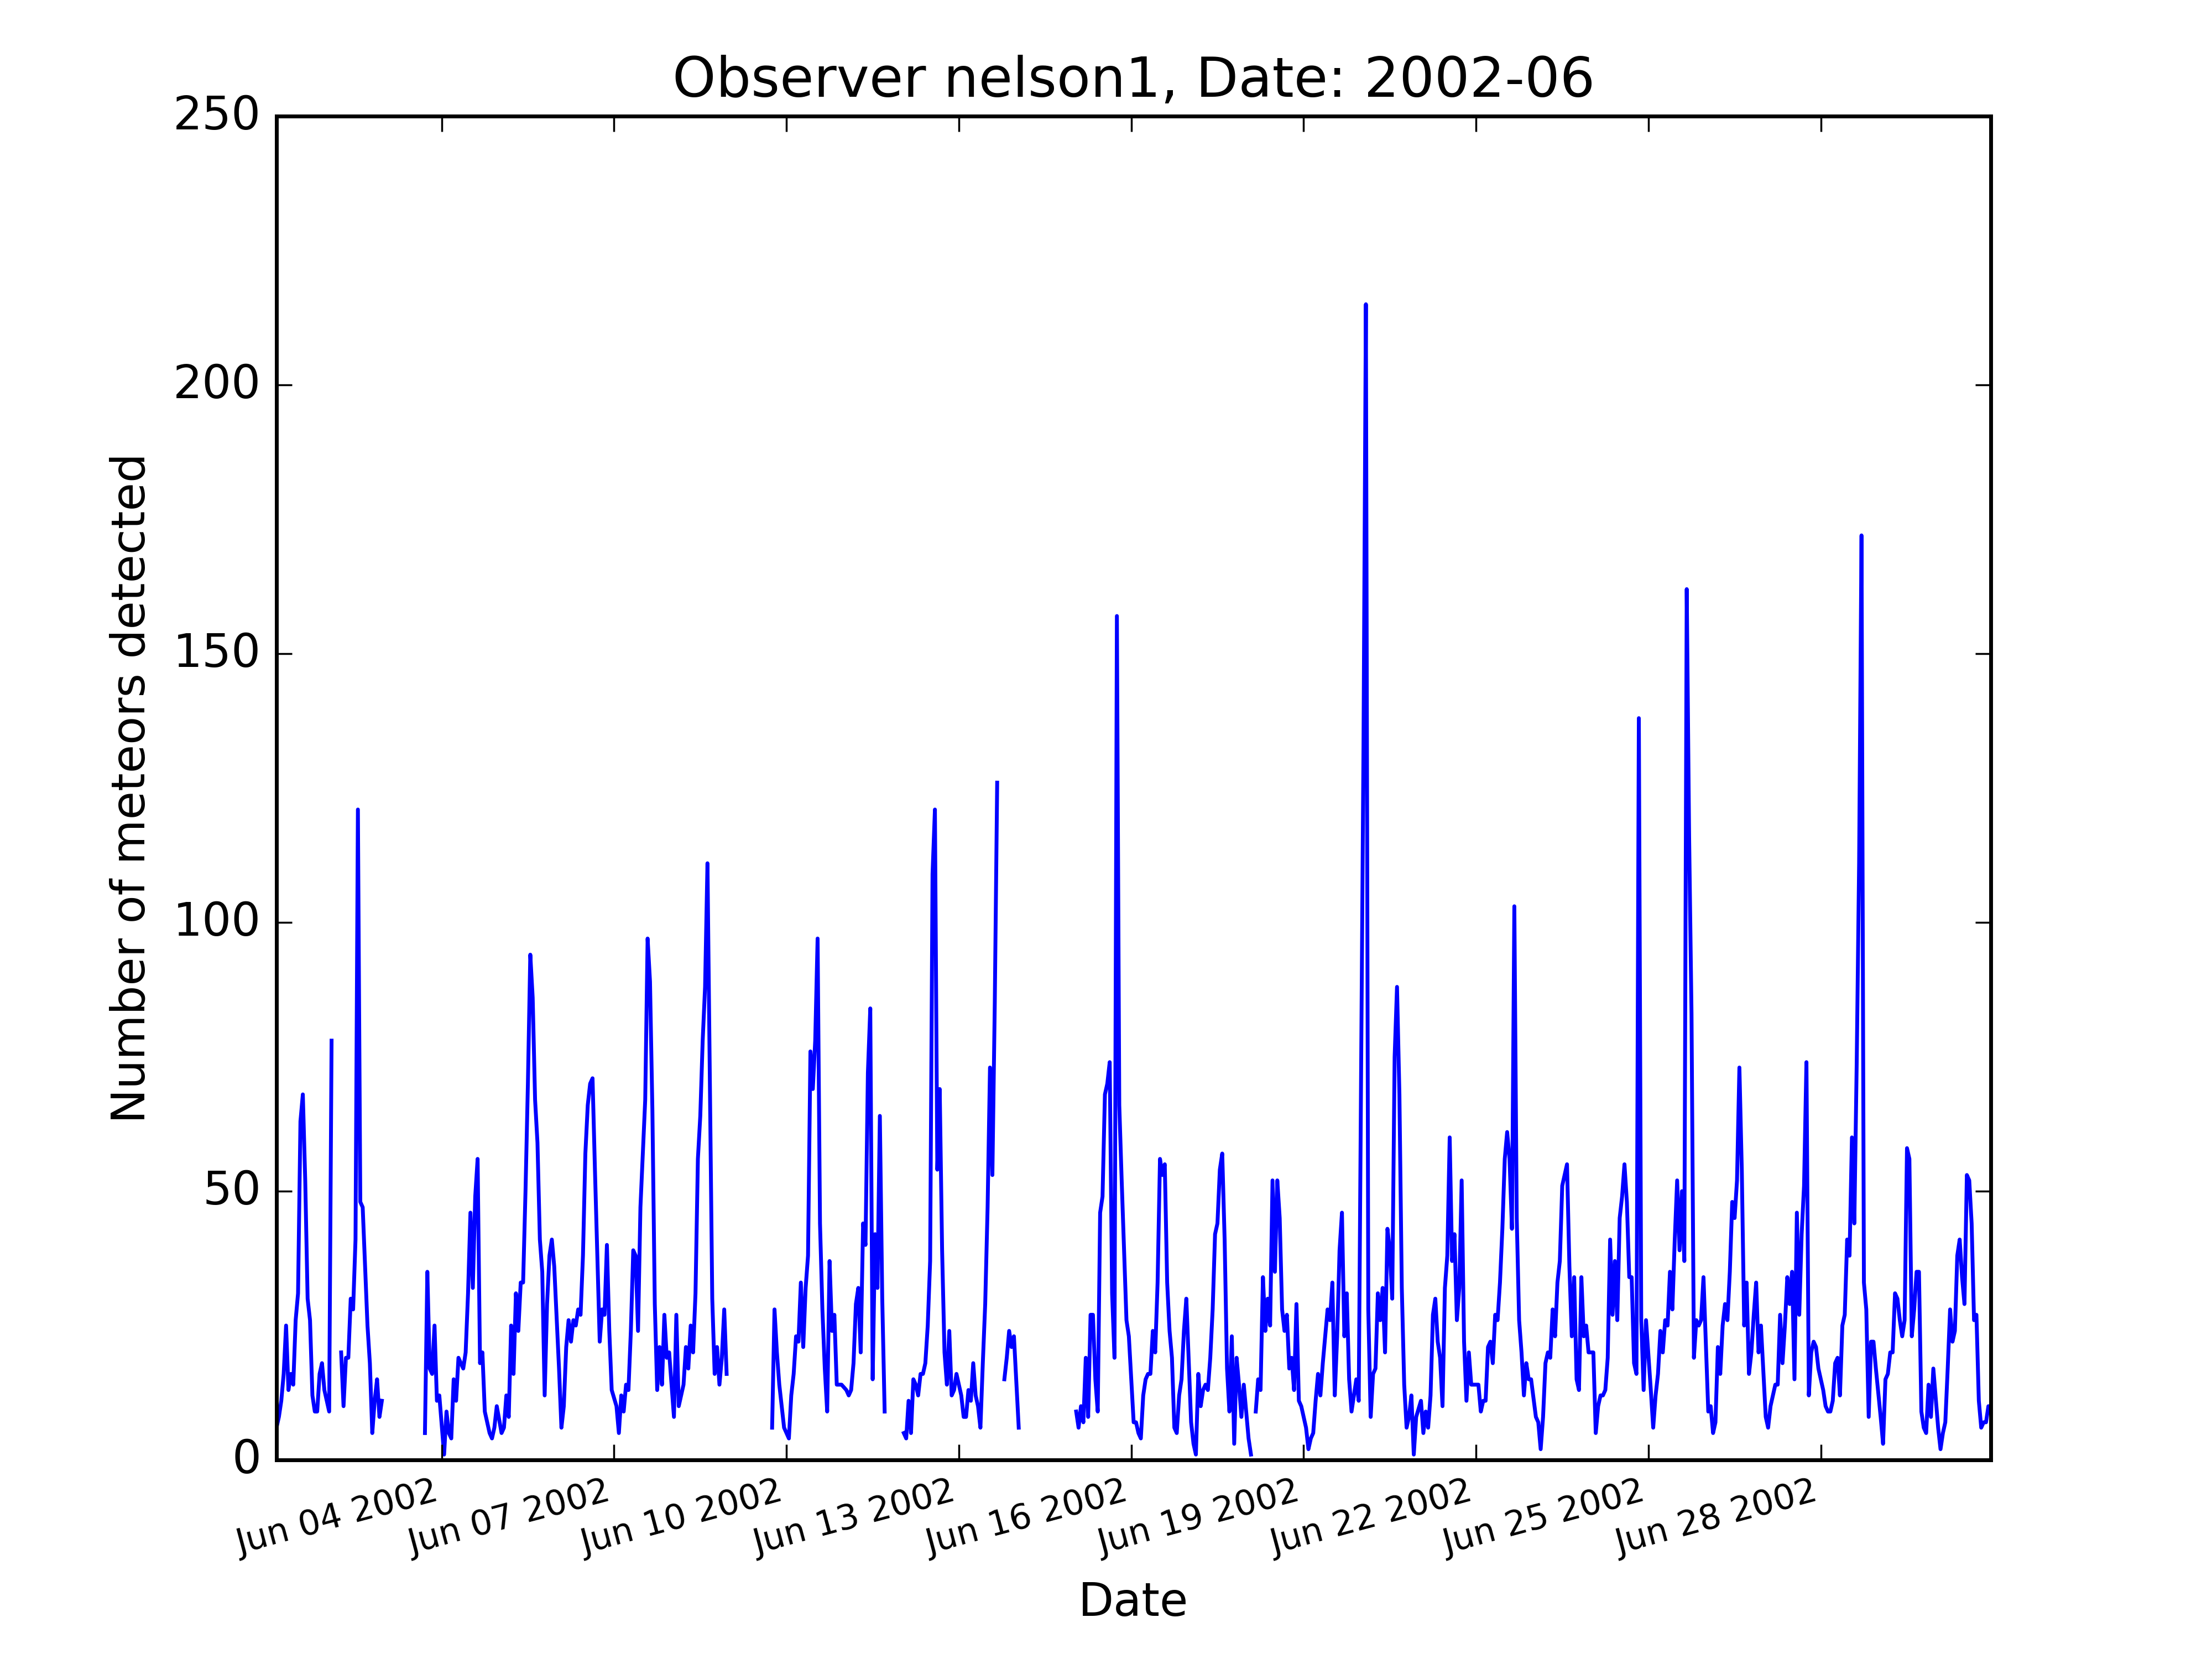 Observer nelson1, Date: 2002-06
250
200
150
100
50
0
Number of meteors detected
Jun 04 2002
Jun 07 2002
Jun 10 2002
Jun 13 2002
Jun 16 2002
Jun 19 2002
Jun 22 2002
Jun 25 2002
Jun 28 2002
Date